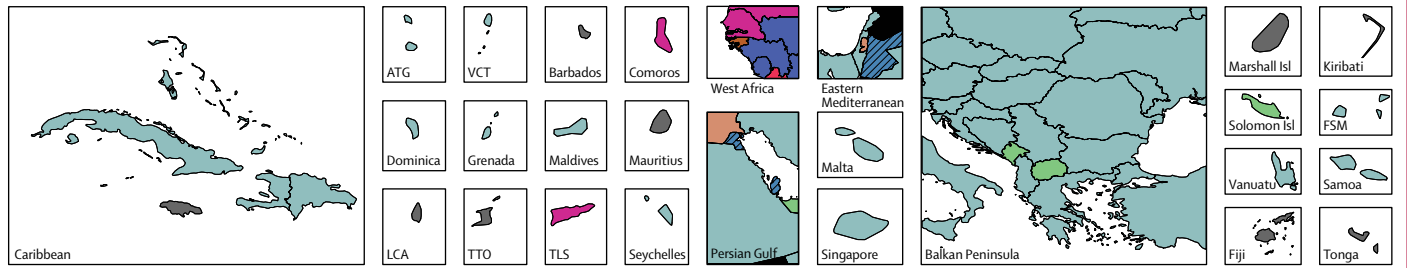 Caribbean
ATG
VCT
Barbados
Comoros
Dominica
Grenada
Maldives
Mauritius
LCA
TTO
TLS
Seychelles
West Africa
Eastern
Mediterranean
Persian Gulf
Malta
Singapore
Balkan Peninsula
Marshall Isl
Kiribati
Solomon Isl
FSM
Vanuatu
Samoa
Fiji
Tonga